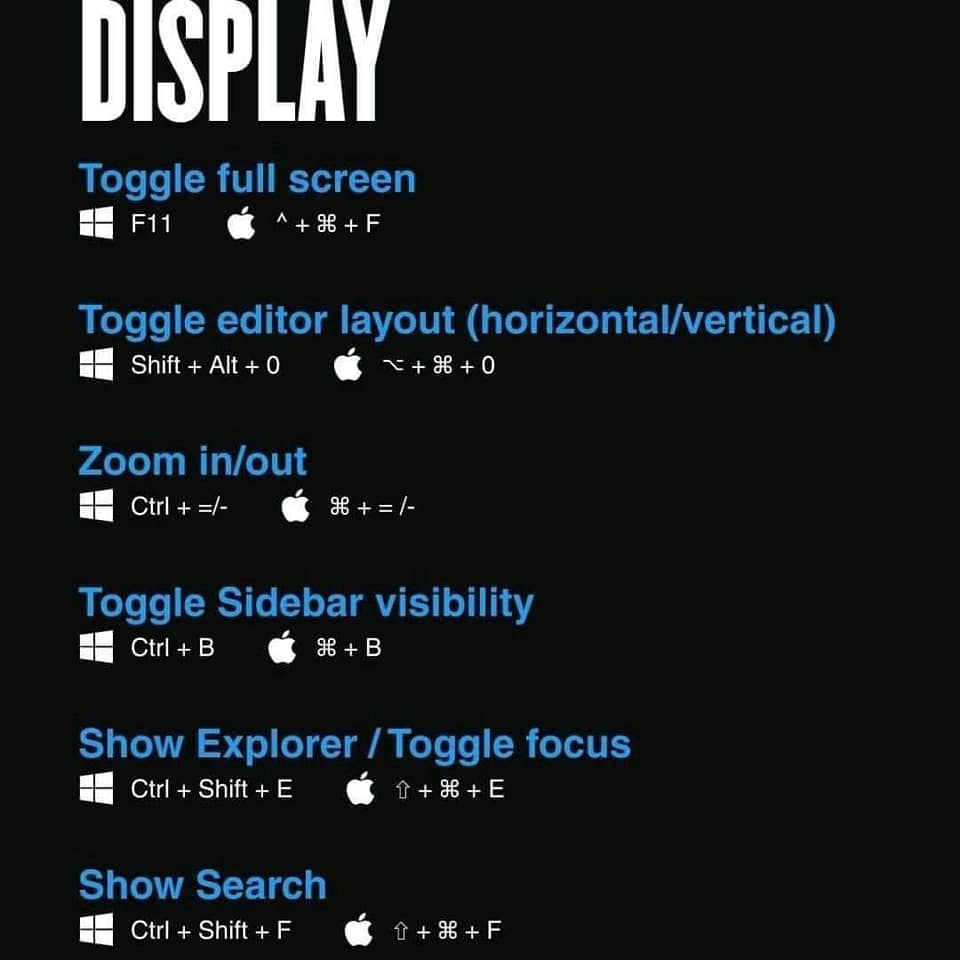 DISPLAY
Toggle full screen
F11 ^ + ⌘ + F
Toggle editor layout (horizontal/vertical)
Shift + Alt + 0 ⌥ + ⌘ + 0
Zoom in/out
Ctrl + =/- ⌘ + = /-
Toggle Sidebar visibility
Ctrl + B ⌘ + B
Show Explorer / Toggle focus
Ctrl + Shift + E ⇧ + ⌘ + E
Show Search
Ctrl + Shift + F ⇧ + ⌘ + F